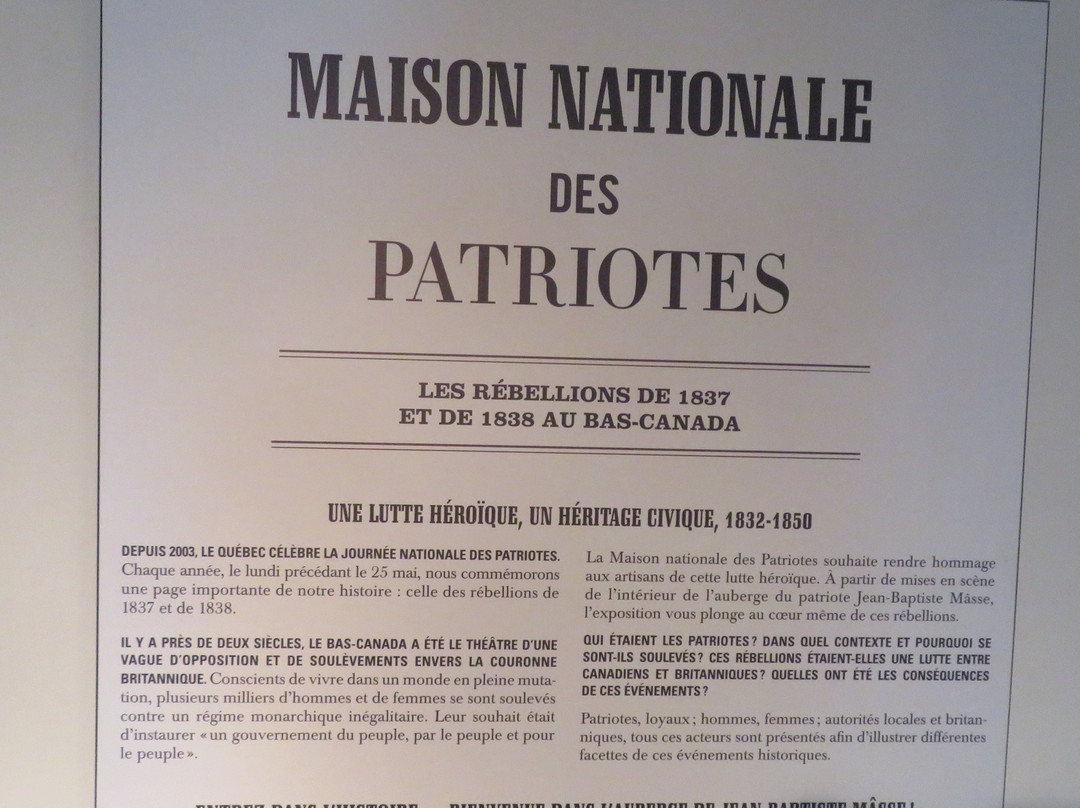 MAISON NATIONALE
DES
PATRIOTES
LES RÉBELLIONS DE 1837
ET DE 1838 AU BAS-CANADA
UNE LUTTE HÉROÏQUE, UN HÉRITAGE CIVIQUE, 1832-1850
DEPUIS 2003, LE QUÉBEC CÉLÈBRE LA JOURNÉE NATIONALE DES PATRIOTES.
Chaque année, le lundi précédant le 25 mai, nous commémorons
une page importante de notre histoire : celle des rébellions de
1837 et de 1838.
IL Y A PRÈS DE DEUX SIÈCLES, LE BAS-CANADA A ÉTÉ LE THÉÂTRE D'UNE
VAGUE D'OPPOSITION ET DE SOULÈVEMENTS ENVERS LA COURONNE
BRITANNIQUE. Conscients de vivre dans un monde en pleine muta-
tion, plusieurs milliers d'hommes et de femmes se sont soulevés
contre un régime monarchique inégalitaire. Leur souhait était
d'instaurer « un gouvernement du peuple, par le peuple et pour
le peuple ».
La Maison nationale des Patriotes souhaite rendre hommage
aux artisans de cette lutte héroïque. À partir de mises en scène
de l'intérieur de l'auberge du patriote Jean-Baptiste Mâsse,
l'exposition vous plonge au cœur même de ces rébellions.
QUI ÉTAIENT LES PATRIOTES ? DANS QUEL CONTEXTE ET POURQUOI SE
SONT-ILS SOULEVÉS ? CES RÉBELLIONS ÉTAIENT-ELLES UNE LUTTE ENTRE
CANADIENS ET BRITANNIQUES ? QUELLES ONT ÉTÉ LES CONSÉQUENCES
DE CES ÉVÉNEMENTS ?
Patriotes, loyaux ; hommes, femmes ; autorités locales et britan-
niques, tous ces acteurs sont présentés afin d'illustrer différentes
facettes de ces événements historiques.
ENTREZ DANS L'HISTOIRE BIENVENUE DANS L'AUBERGE DE JEAN-BAPTISTE MÂSSE !